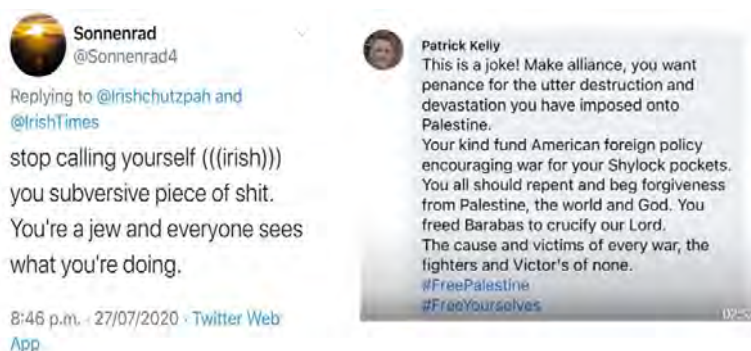 Sonnenrad
@Sonnenrad4
Replying to @Irishchutzpah and
@IrishTimes
stop calling yourself (((irish)))
you subversive piece of shit.
You're a jew and everyone sees
what you're doing.
8:46 p.m. · 27/07/2020 · Twitter Web
App
Patrick Kelly
This is a joke! Make alliance, you want
penance for the utter destruction and
devastation you have imposed onto
Palestine.
Your kind fund American foreign policy
encouraging war for your Shylock pockets.
You all should repent and beg forgiveness
from Palestine, the world and God. You
freed Barabas to crucify our Lord.
The cause and victims of every war, the
fighters and Victor's of none.
#FreePalestine
#FreeYourselves